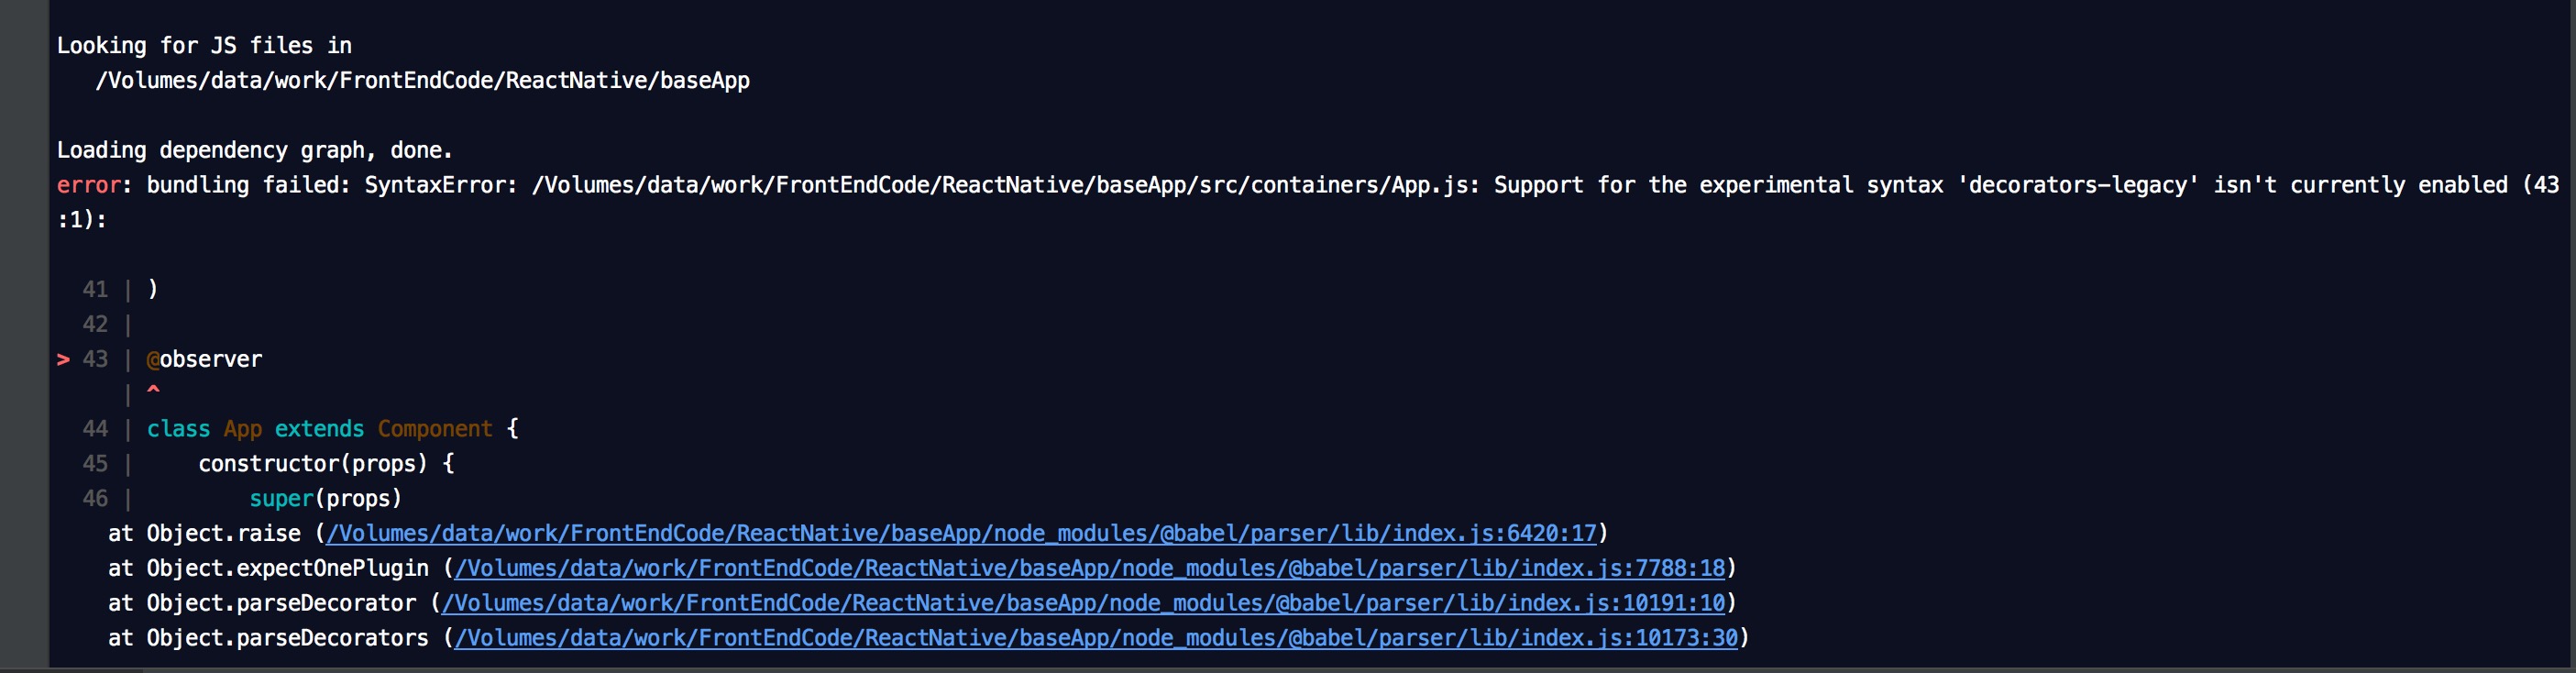 Looking for JS files in
   /Volumes/data/work/FrontEndCode/ReactNative/baseApp
Loading dependency graph, done.
error: bundling failed: SyntaxError: /Volumes/data/work/FrontEndCode/ReactNative/baseApp/src/containers/App.js: Support for the experimental syntax 'decorators-legacy' isn't currently enabled (43
:1):
  41 | )
  42 |
> 43 | @observer
     | ^
  44 | class App extends Component {
  45 |     constructor(props) {
  46 |         super(props)
    at Object.raise (/Volumes/data/work/FrontEndCode/ReactNative/baseApp/node_modules/@babel/parser/lib/index.js:6420:17)
    at Object.expectOnePlugin (/Volumes/data/work/FrontEndCode/ReactNative/baseApp/node_modules/@babel/parser/lib/index.js:7788:18)
    at Object.parseDecorator (/Volumes/data/work/FrontEndCode/ReactNative/baseApp/node_modules/@babel/parser/lib/index.js:10191:10)
    at Object.parseDecorators (/Volumes/data/work/FrontEndCode/ReactNative/baseApp/node_modules/@babel/parser/lib/index.js:10173:30)